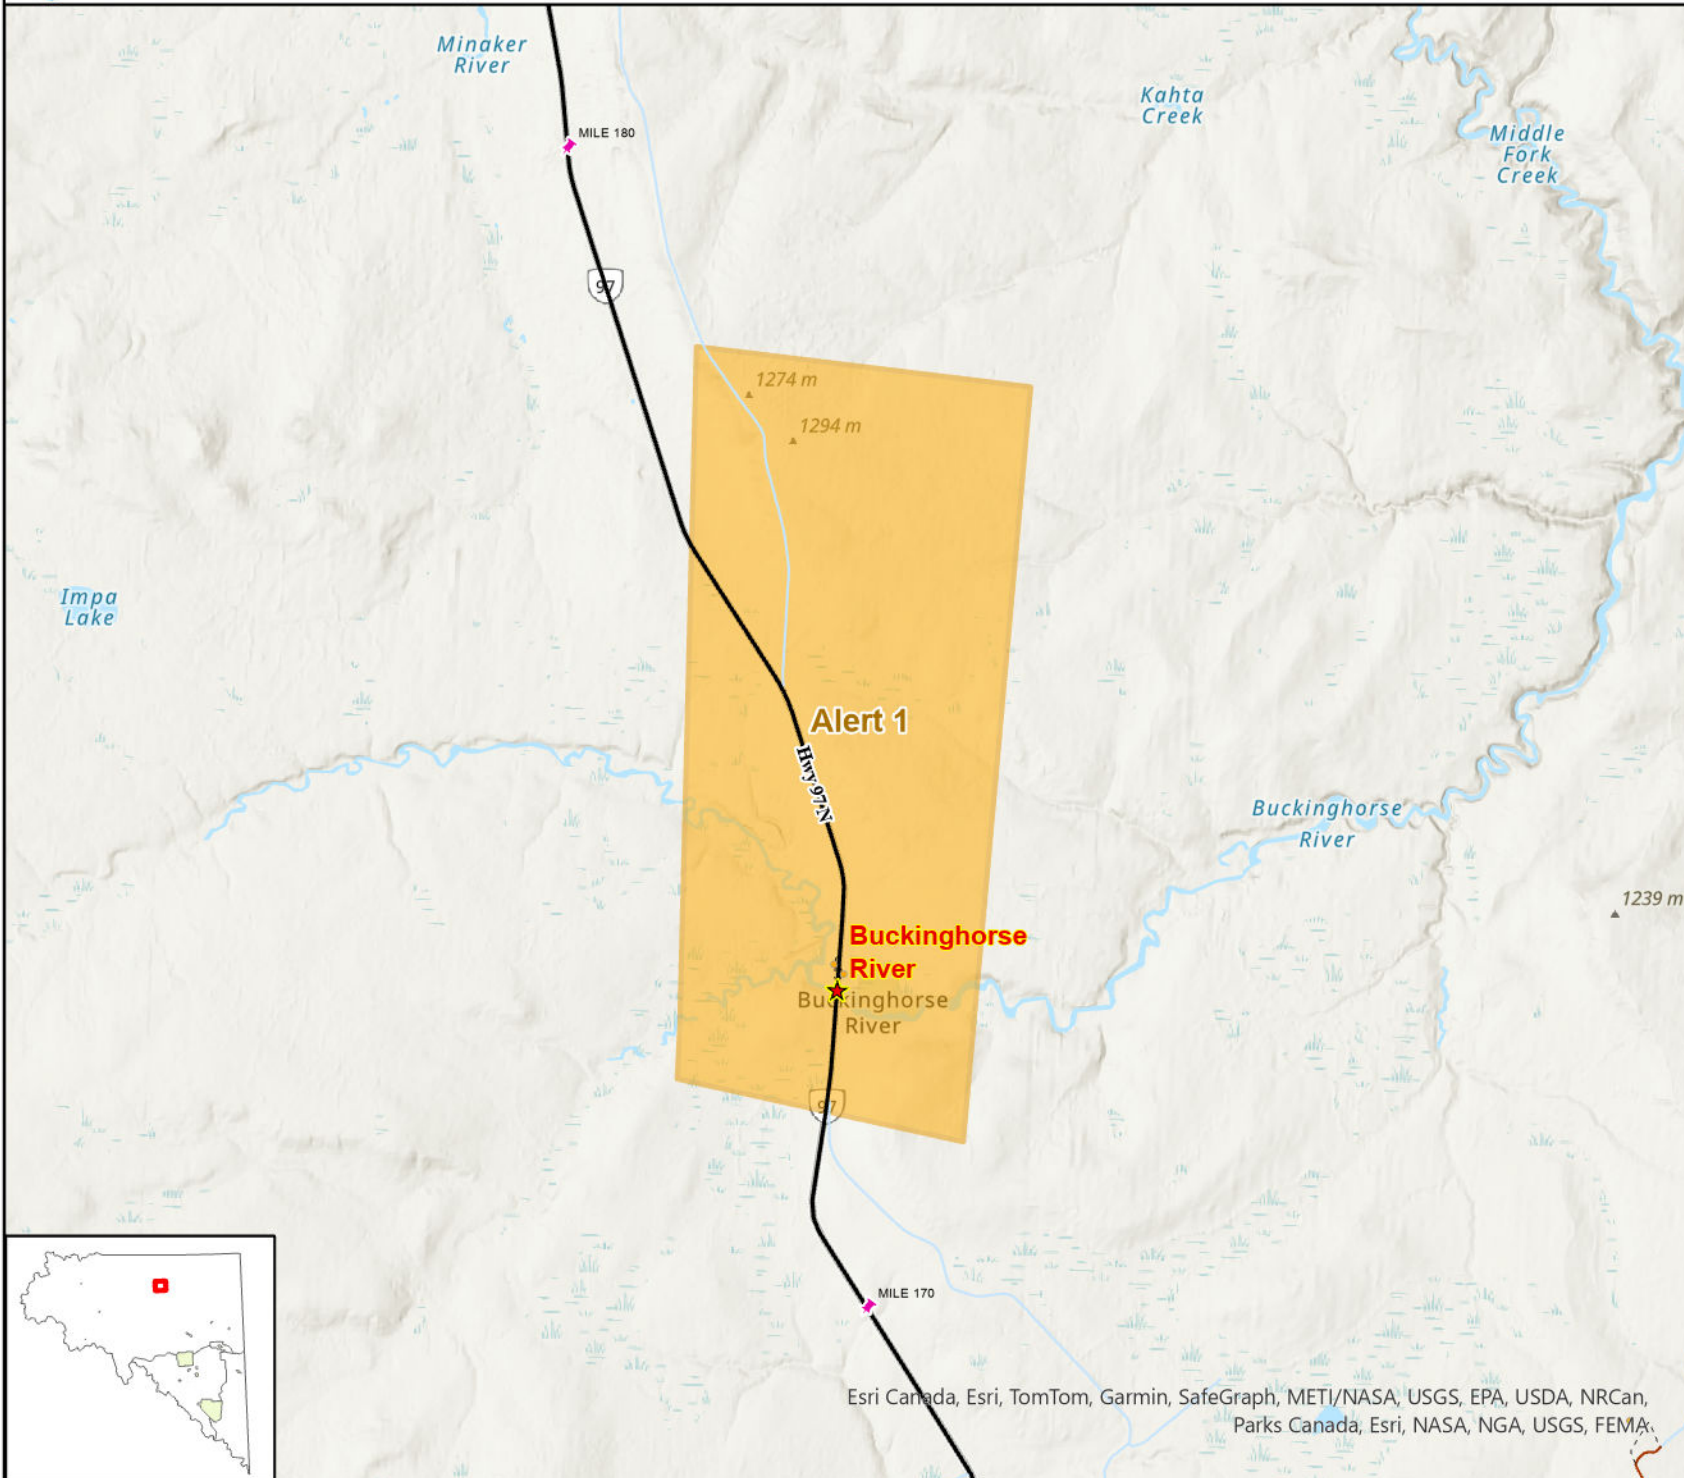 Minaker
River
Kahta
Creek
Middle
Fork
Creek
MILE 180
97
1274 m
1294 m
Impa
Lake
Alert 1
Hwy 97 N
Buckinghorse
River
1239 m
Buckinghorse
River
Buckinghorse
River
97
MILE 170
Esri Canada, Esri, TomTom, Garmin, SafeGraph, METI/NASA, USGS, EPA, USDA, NRCan,
Parks Canada, Esri, NASA, NGA, USGS, FEMA